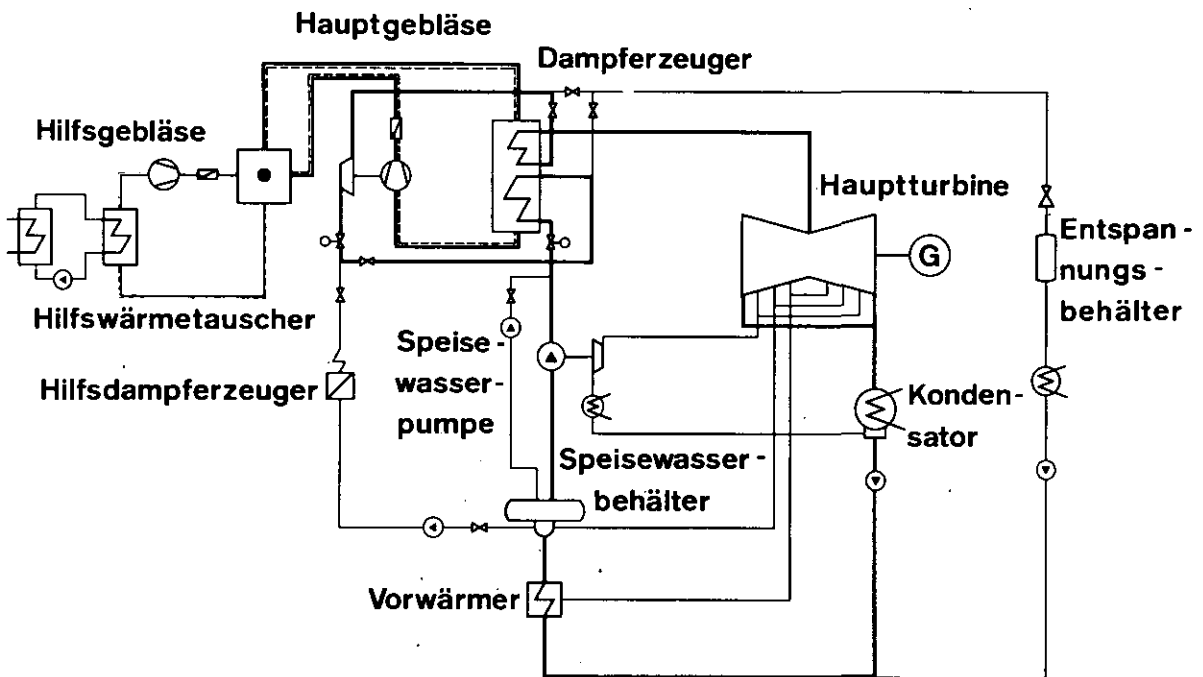 Hauptgebläse
Dampferzeuger
Hilfsgebläse
Hauptturbine
G
Entspan-
nungs-
behälter
Hilfswärmetauscher
Speise-
wasser-
pumpe
Hilfsdampferzeuger
Konden-
sator
Speisewasser-
behälter
Vorwärmer